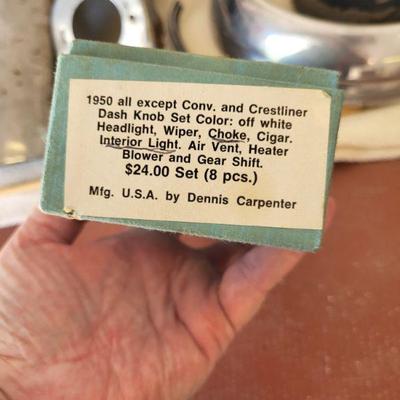 1950 all except Conv. and Crestliner
Dash Knob Set Color: off white
Headlight, Wiper, Choke, Cigar.
Interior Light. Air Vent, Heater
Blower and Gear Shift.
$24.00 Set (8 pcs.)
Mfg. U.S.A. by Dennis Carpenter